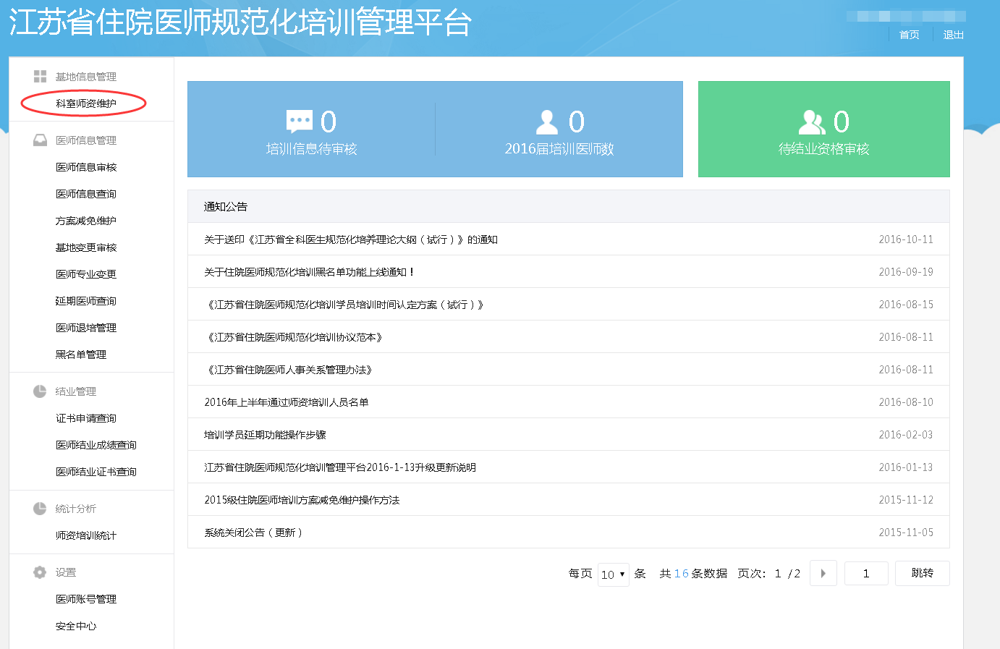 江苏省住院医师规范化培训管理平台
首页 退出
基地信息管理
科室师资维护
医师信息管理
医师信息审核
医师信息查询
方案减免维护
基地变更审核
医师专业变更
延期医师查询
医师退培管理
黑名单管理
结业管理
证书申请查询
医师结业成绩查询
医师结业证书查询
统计分析
师资培训统计
设置
医师账号管理
安全中心
0
培训信息待审核
0
2016届培训医师数
0
待结业资格审核
通知公告
关于送印《江苏省全科医生规范化培养理论大纲（试行）》的通知 2016-10-11
关于住院医师规范化培训黑名单功能上线通知！ 2016-09-19
《江苏省住院医师规范化培训学员培训时间认定方案（试行）》 2016-08-15
《江苏省住院医师规范化培训协议范本》 2016-08-11
《江苏省住院医师人事关系管理办法》 2016-08-11
2016年上半年通过师资培训人员名单 2016-08-10
培训学员延期功能操作步骤 2016-02-03
江苏省住院医师规范化培训管理平台2016-1-13升级更新说明 2016-01-13
2015级住院医师培训方案减免维护操作方法 2015-11-12
系统关闭公告（更新） 2015-11-05
每页 10 条 共16条数据 页次: 1 /2 1 跳转